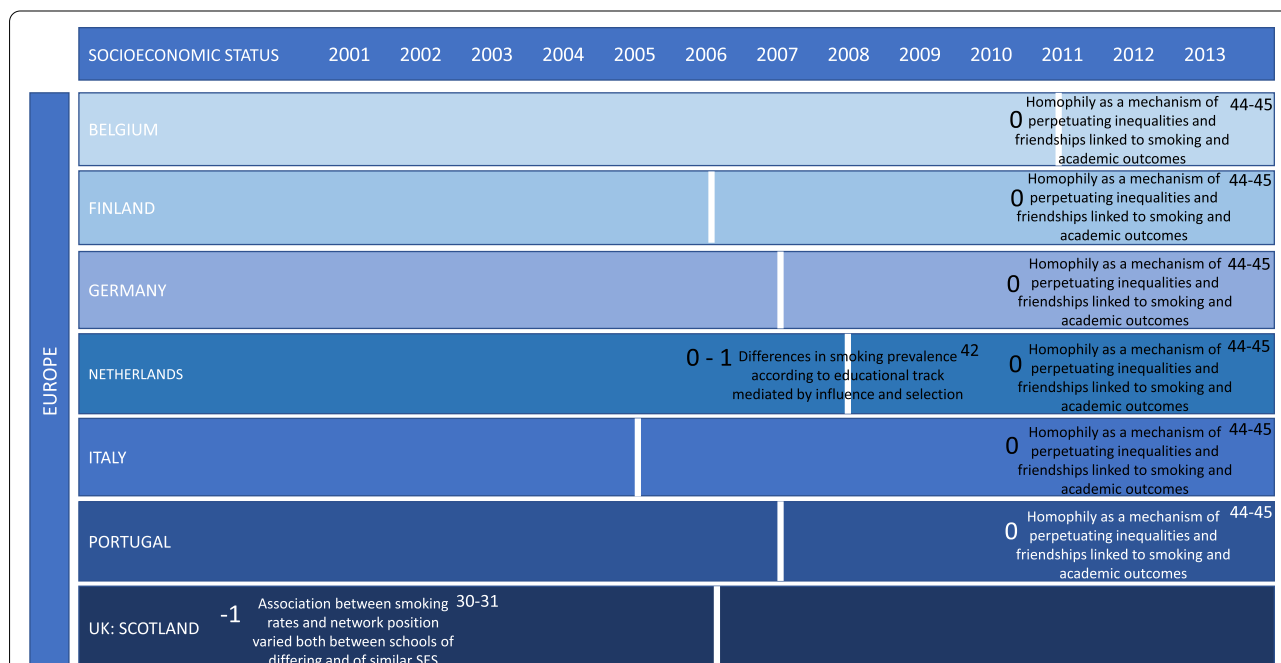 SOCIOECONOMIC STATUS 2001 2002 2003 2004 2005 2006 2007 2008 2009 2010 2011 2012 2013
EUROPE
BELGIUM
0 Homophily as a mechanism of 44-45
perpetuating inequalities and
friendships linked to smoking and
academic outcomes
FINLAND
0 Homophily as a mechanism of 44-45
perpetuating inequalities and
friendships linked to smoking and
academic outcomes
GERMANY
0 Homophily as a mechanism of 44-45
perpetuating inequalities and
friendships linked to smoking and
academic outcomes
NETHERLANDS
0 - 1 Differences in smoking prevalence 42
according to educational track
mediated by influence and selection
0 Homophily as a mechanism of 44-45
perpetuating inequalities and
friendships linked to smoking and
academic outcomes
ITALY
0 Homophily as a mechanism of 44-45
perpetuating inequalities and
friendships linked to smoking and
academic outcomes
PORTUGAL
0 Homophily as a mechanism of 44-45
perpetuating inequalities and
friendships linked to smoking and
academic outcomes
UK: SCOTLAND
-1 Association between smoking 30-31
rates and network position
varied both between schools of
differing and of similar SES